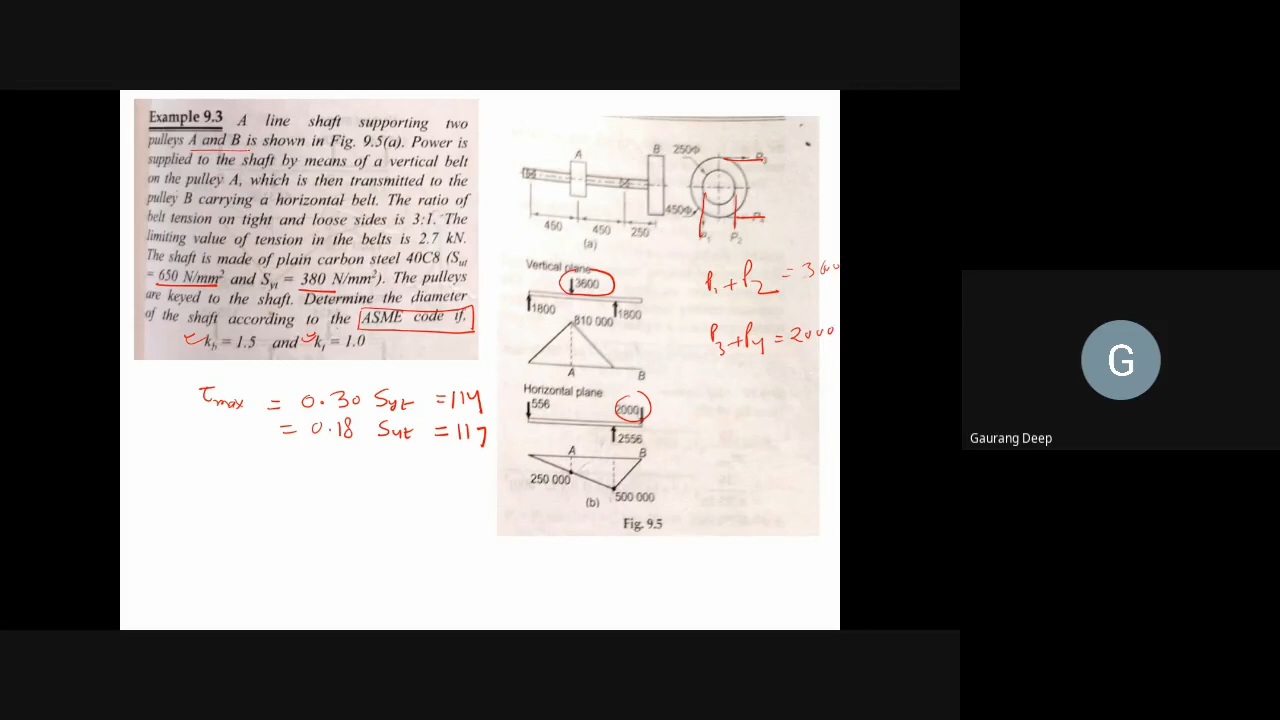 Example 9.3 A line shaft supporting two
pulleys A and B is shown in Fig. 9.5(a). Power is
supplied to the shaft by means of a vertical belt
on the pulley A, which is then transmitted to the
pulley B carrying a horizontal belt. The ratio of
belt tension on tight and loose sides is 3:1. The
limiting value of tension in the belts is 2.7 kN.
The shaft is made of plain carbon steel 40C8 (Sut
= 650 N/mm² and Syt = 380 N/mm²). The pulleys
are keyed to the shaft. Determine the diameter
of the shaft according to the ASME code if,
kb = 1.5 and kt = 1.0
τmax = 0.30 Syt = 114
= 0.18 Sut = 117
A
B
250Φ
P3
450Φ
P1
P2
450
450
250
(a)
Vertical plane
3600
1800
1800
810 000
A
B
Horizontal plane
556
2000
2556
A
B
250 000
500 000
(b)
Fig. 9.5
P1 + P2 = 3600
P3 + P4 = 2000
G
Gaurang Deep